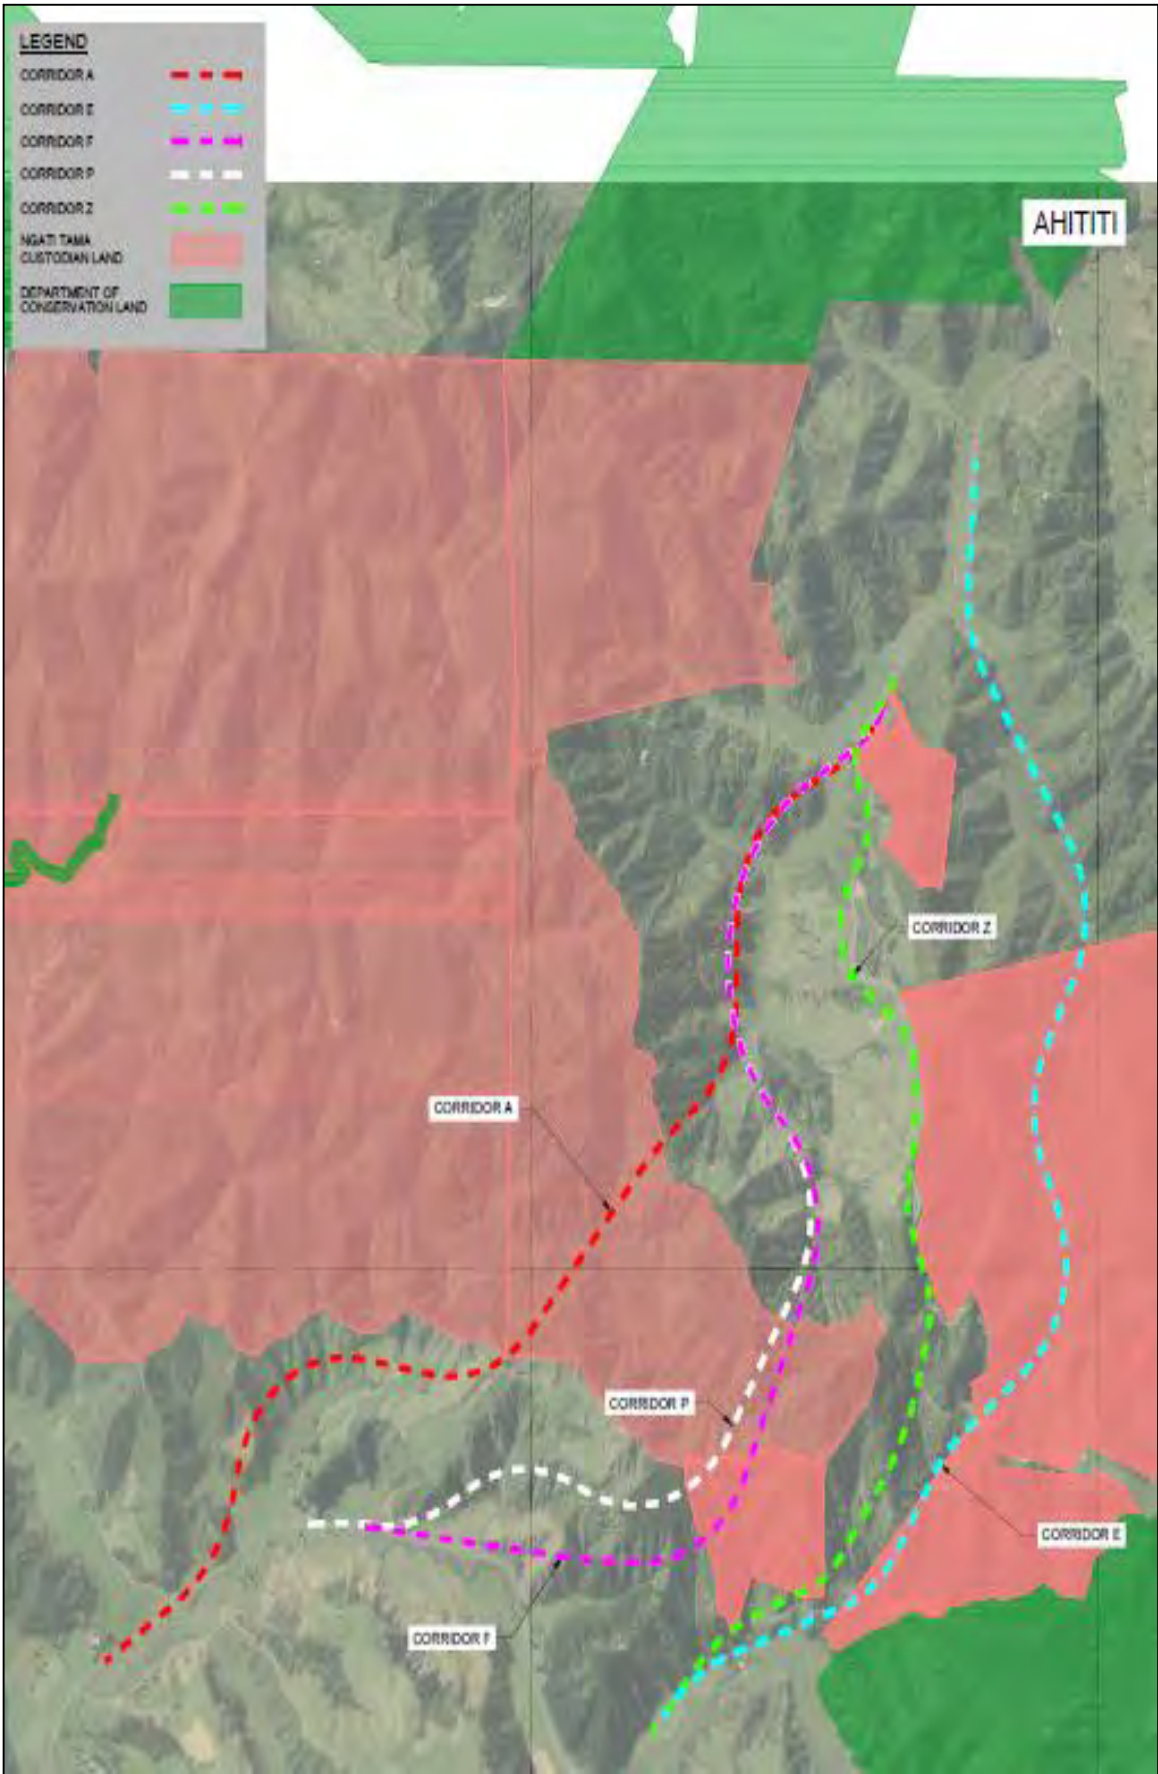 LEGEND
CORRIDOR A
CORRIDOR E
CORRIDOR F
CORRIDOR P
CORRIDOR Z
NGATI TAMA
CUSTODIAN LAND
DEPARTMENT OF
CONSERVATION LAND
AHITITI
CORRIDOR Z
CORRIDOR A
CORRIDOR P
CORRIDOR E
CORRIDOR F